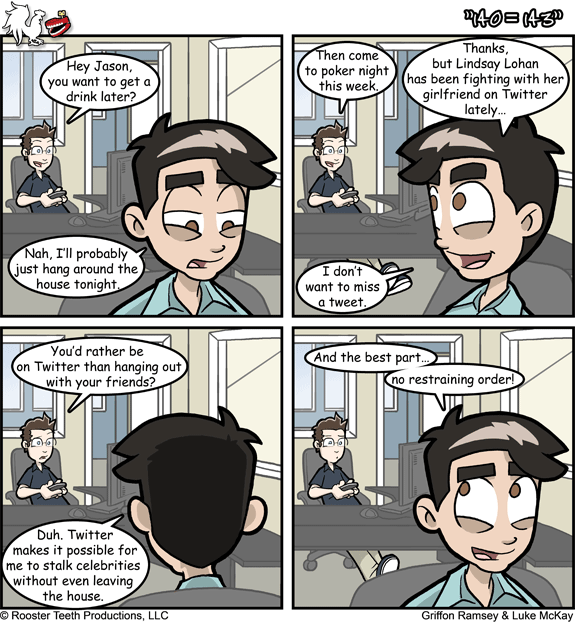 "140 = 143"
Hey Jason,
you want to get a
drink later?
Nah, I'll probably
just hang around the
house tonight.
Then come
to poker night
this week.
Thanks,
but Lindsay Lohan
has been fighting with her
girlfriend on Twitter
lately...
I don't
want to miss
a tweet.
You'd rather be
on Twitter than hanging out
with your friends?
Duh. Twitter
makes it possible for
me to stalk celebrities
without even leaving
the house.
And the best part...
no restraining order!
© Rooster Teeth Productions, LLC
Griffon Ramsey & Luke McKay